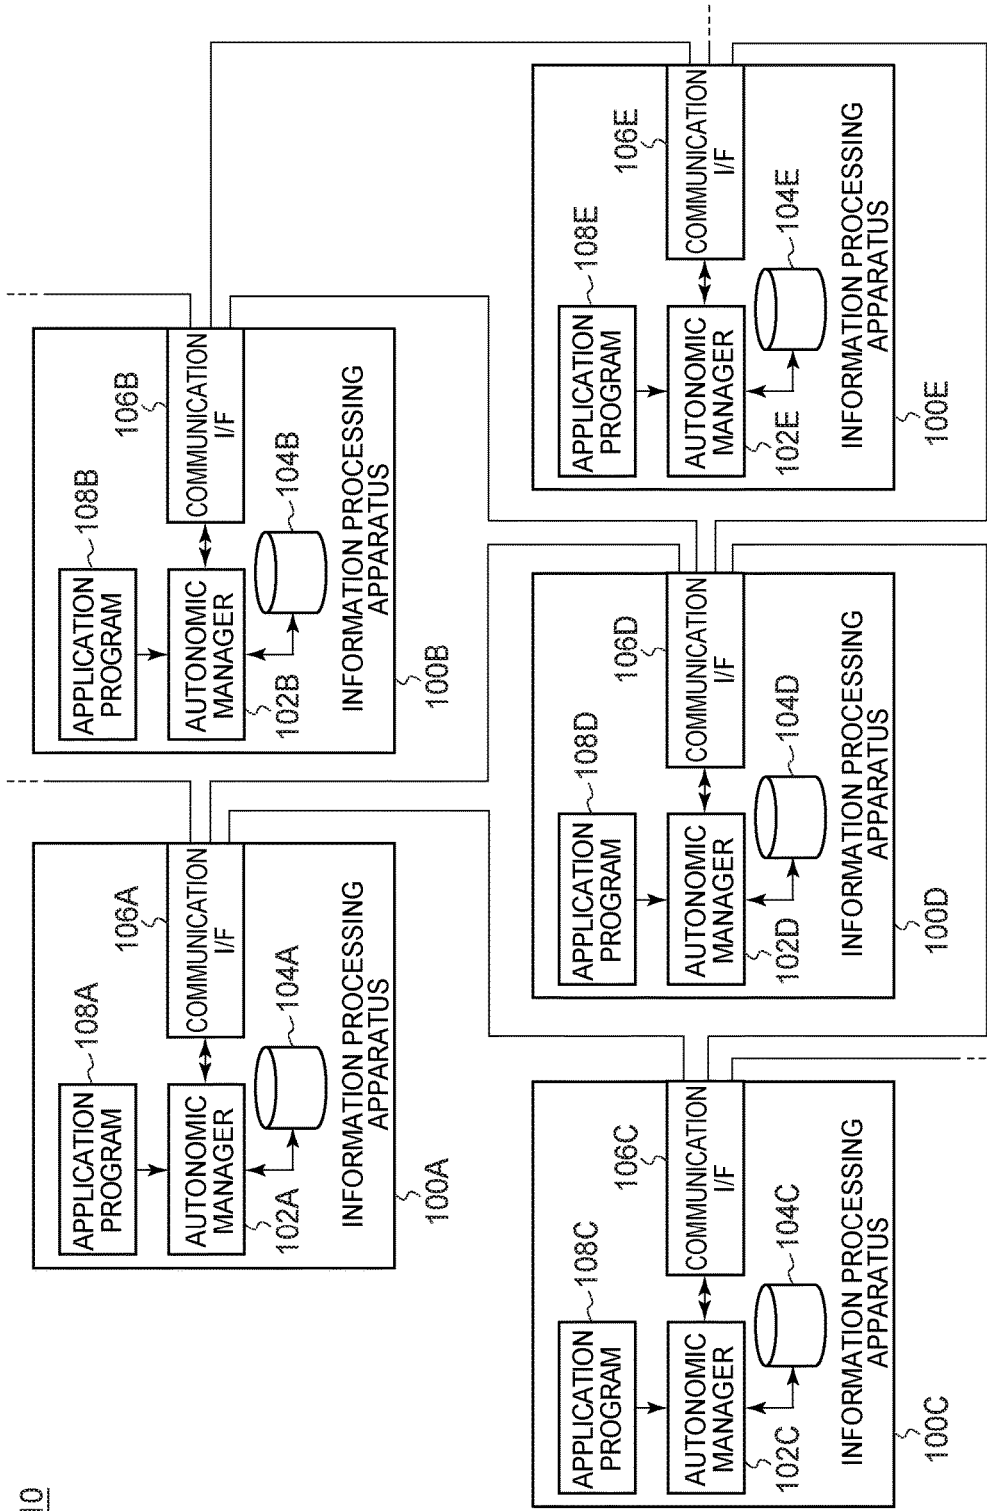 10
108A
APPLICATION
PROGRAM
106A
AUTONOMIC
MANAGER
COMMUNICATION
I/F
102A
104A
INFORMATION PROCESSING
APPARATUS
100A
108B
APPLICATION
PROGRAM
106B
AUTONOMIC
MANAGER
COMMUNICATION
I/F
102B
104B
INFORMATION PROCESSING
APPARATUS
100B
108C
APPLICATION
PROGRAM
106C
AUTONOMIC
MANAGER
COMMUNICATION
I/F
102C
104C
INFORMATION PROCESSING
APPARATUS
100C
108D
APPLICATION
PROGRAM
106D
AUTONOMIC
MANAGER
COMMUNICATION
I/F
102D
104D
INFORMATION PROCESSING
APPARATUS
100D
108E
APPLICATION
PROGRAM
106E
AUTONOMIC
MANAGER
COMMUNICATION
I/F
102E
104E
INFORMATION PROCESSING
APPARATUS
100E